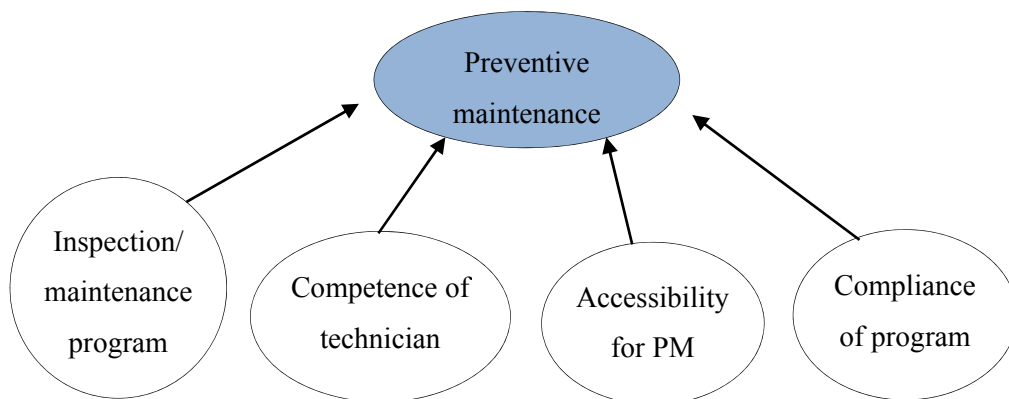 Preventive
maintenance
Inspection/
maintenance
program
Competence of
technician
Accessibility
for PM
Compliance
of program